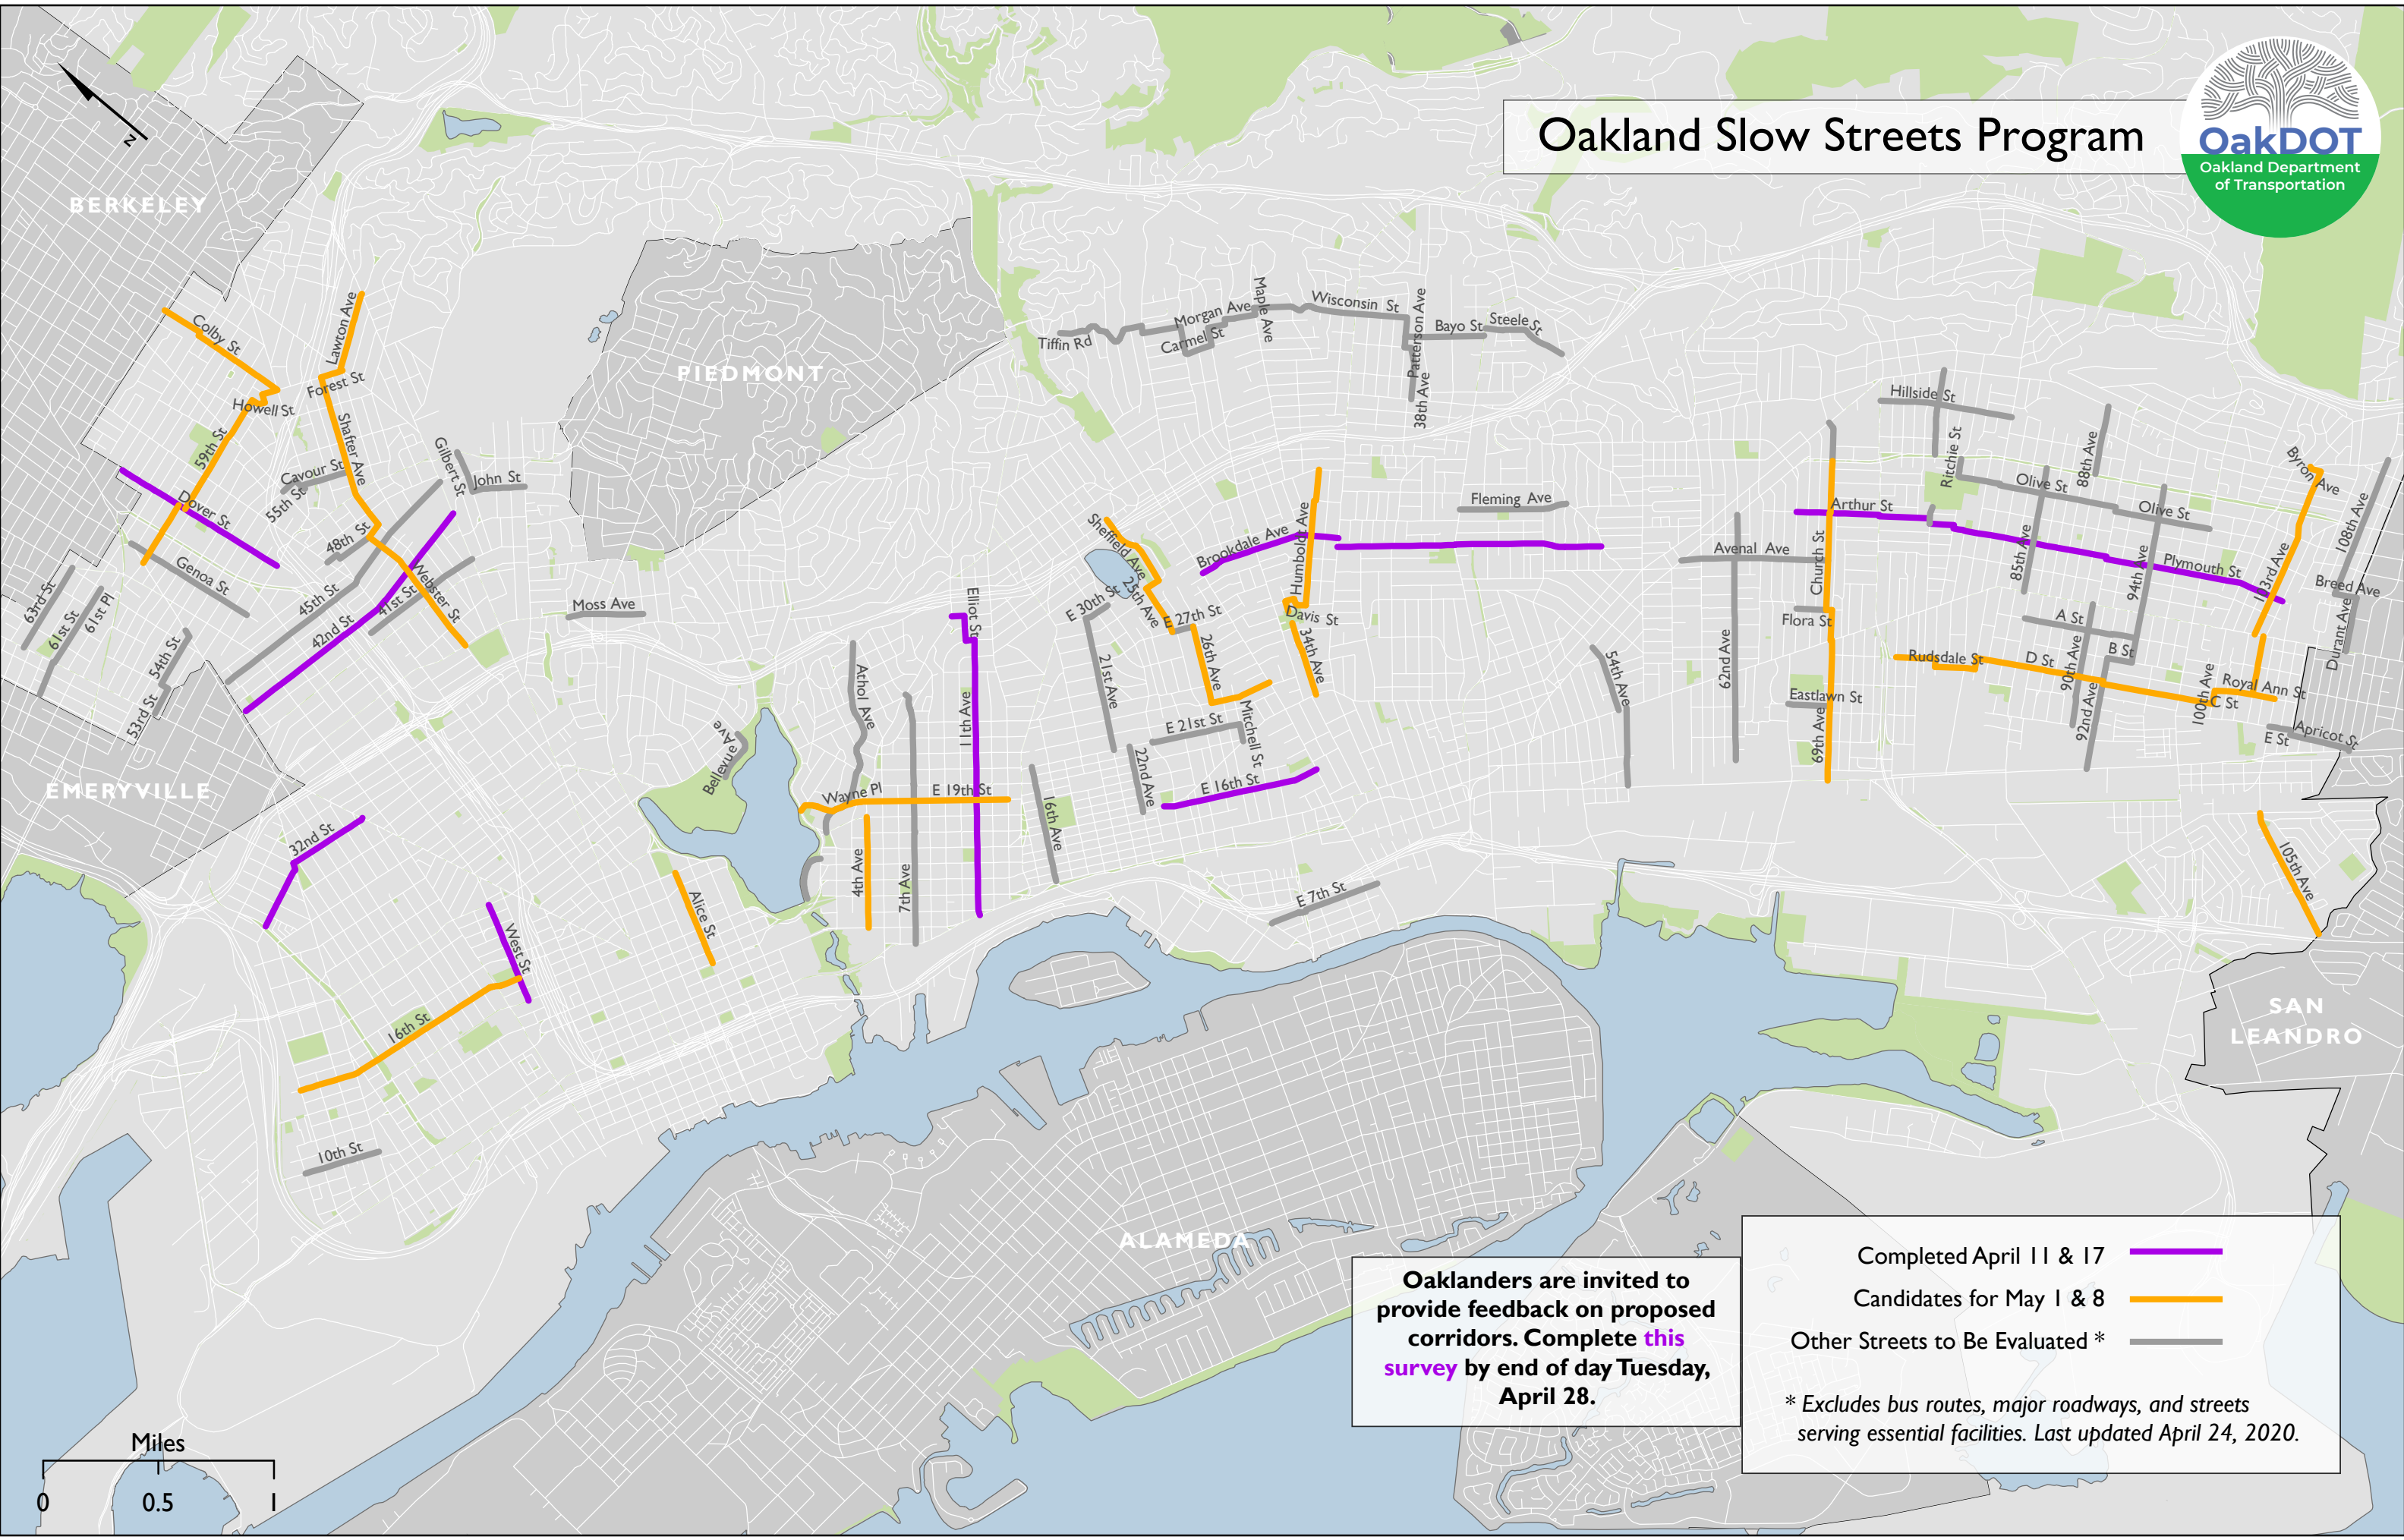 Oakland Slow Streets Program
OakDOT
Oakland Department
of Transportation
N
BERKELEY
PIEDMONT
EMERYVILLE
ALAMEDA
SAN
LEANDRO
Colby St
Lawton Ave
Forest St
Howell St
Shafter Ave
59th St
Cavour St
55th St
Gilbert St
John St
Dover St
48th St
Genoa St
45th St
Webster St
41st St
42nd St
63rd St
61st St
61st Pl
54th St
53rd St
Moss Ave
32nd St
West St
16th St
10th St
Alice St
Bellevue Ave
Athol Ave
Wayne Pl
E 19th St
4th Ave
7th Ave
Elliot St
11th Ave
16th Ave
Tiffin Rd
Morgan Ave
Carmel St
Maple Ave
Wisconsin St
Patterson Ave
38th Ave
Bayo St
Steele St
Sheffield Ave
25th Ave
E 30th St
E 27th St
26th Ave
21st Ave
22nd Ave
E 21st St
Mitchell St
E 16th St
E 7th St
Brookdale Ave
Humboldt Ave
Davis St
34th Ave
Fleming Ave
54th Ave
62nd Ave
Avenal Ave
Church St
Flora St
Eastlawn St
69th Ave
Arthur St
Hillside St
Ritchie St
88th Ave
Olive St
Olive St
85th Ave
94th Ave
Plymouth St
A St
B St
D St
90th Ave
92nd Ave
Rudsdale St
100th Ave
C St
Royal Ann St
E St
Apricot St
Byron Ave
103rd Ave
108th Ave
Breed Ave
Durant Ave
105th Ave
Oaklanders are invited to
provide feedback on proposed
corridors. Complete this
survey by end of day Tuesday,
April 28.
Completed April 11 & 17
Candidates for May 1 & 8
Other Streets to Be Evaluated *
* Excludes bus routes, major roadways, and streets
serving essential facilities. Last updated April 24, 2020.
Miles
0 0.5 1